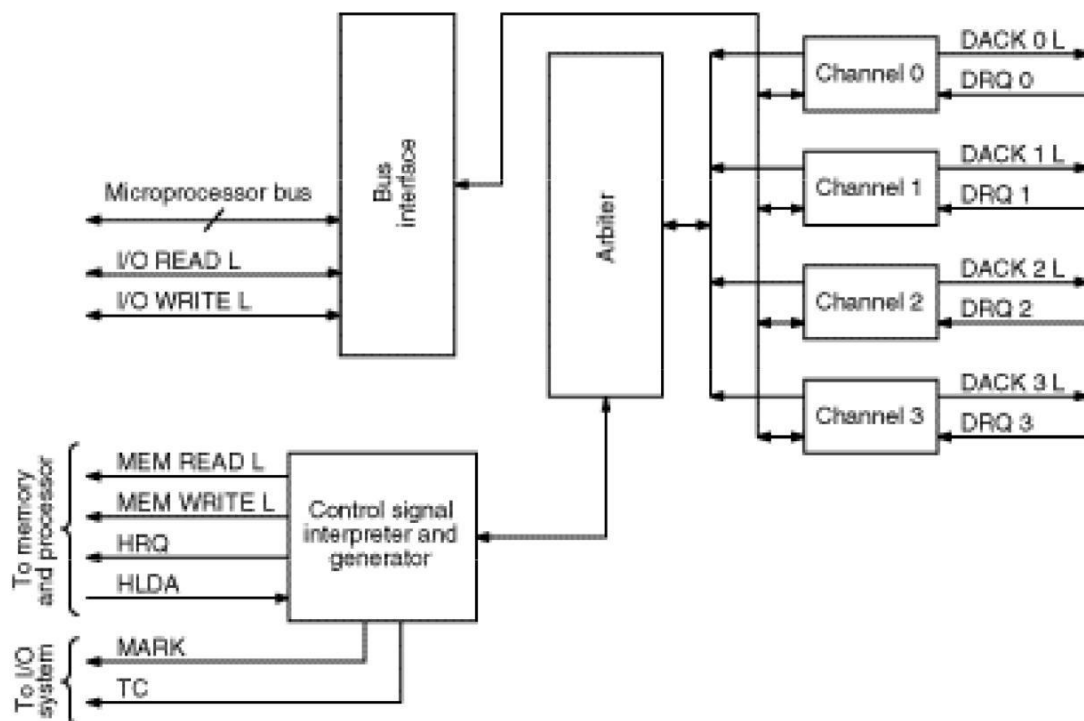 Bus
interface
Microprocessor bus
I/O READ L
I/O WRITE L
Arbiter
Channel 0
DACK 0 L
DRQ 0
Channel 1
DACK 1 L
DRQ 1
Channel 2
DACK 2 L
DRQ 2
Channel 3
DACK 3 L
DRQ 3
To memory
and processor
MEM READ L
MEM WRITE L
HRQ
HLDA
Control signal
interpreter and
generator
To I/O
system
MARK
TC